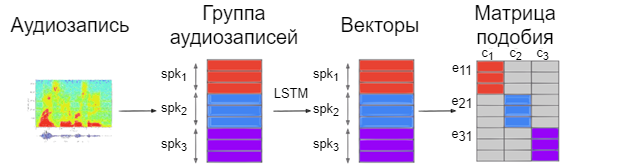 Аудиозапись
Группа
аудиозаписей
Векторы
Матрица
подобия
spk1
spk2
spk3
LSTM
spk1
spk2
spk3
c1 c2 c3
e11
e21
e31